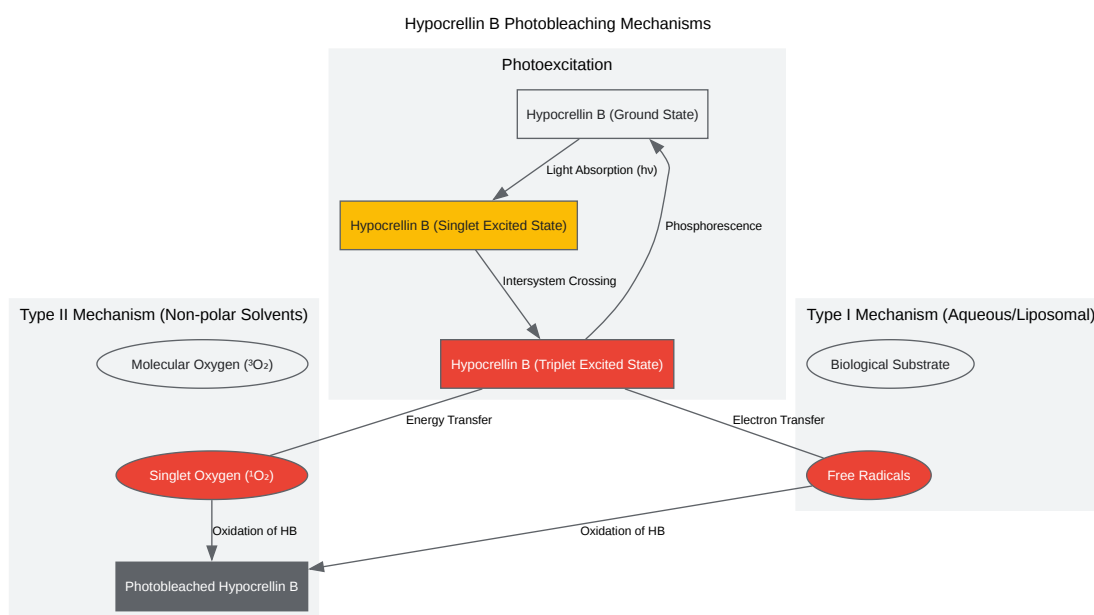 Hypocrellin B Photobleaching Mechanisms
Photoexcitation
Hypocrellin B (Ground State)
Light Absorption (hν)
Hypocrellin B (Singlet Excited State)
Phosphorescence
Intersystem Crossing
Type II Mechanism (Non-polar Solvents)
Type I Mechanism (Aqueous/Liposomal)
Molecular Oxygen (³O₂)
Hypocrellin B (Triplet Excited State)
Biological Substrate
Energy Transfer
Electron Transfer
Singlet Oxygen (¹O₂)
Free Radicals
Oxidation of HB
Oxidation of HB
Photobleached Hypocrellin B